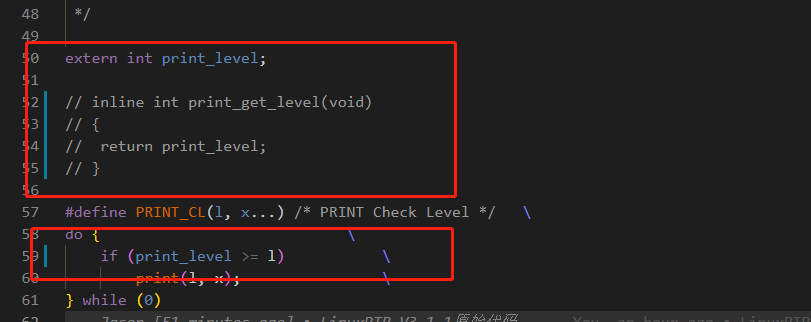 48 */
49
50 extern int print_level;
51
52 // inline int print_get_level(void)
53 // {
54 // return print_level;
55 // }
56
57 #define PRINT_CL(l, x...) /* PRINT Check Level */ \
58 do { \
59 if (print_level >= l) \
60 print(l, x); \
61 } while (0)
62 Jason [51 minutes ago] • LinuxPTP V3.1.1原始代码 You, an hour ago •